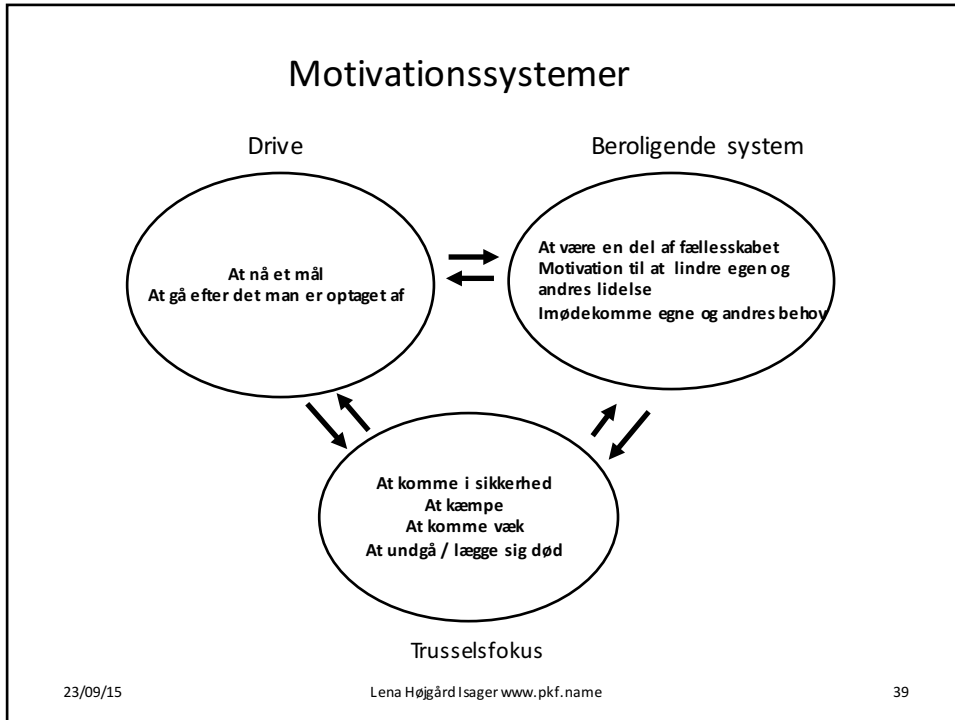 Motivationssystemer
Drive
Beroligende system
At nå et mål
At gå efter det man er optaget af
At være en del af fællesskabet
Motivation til at lindre egen og
andres lidelse
Imødekomme egne og andres behov
At komme i sikkerhed
At kæmpe
At komme væk
At undgå / lægge sig død
Trusselsfokus
23/09/15
Lena Højgård Isager www.pkf.name
39